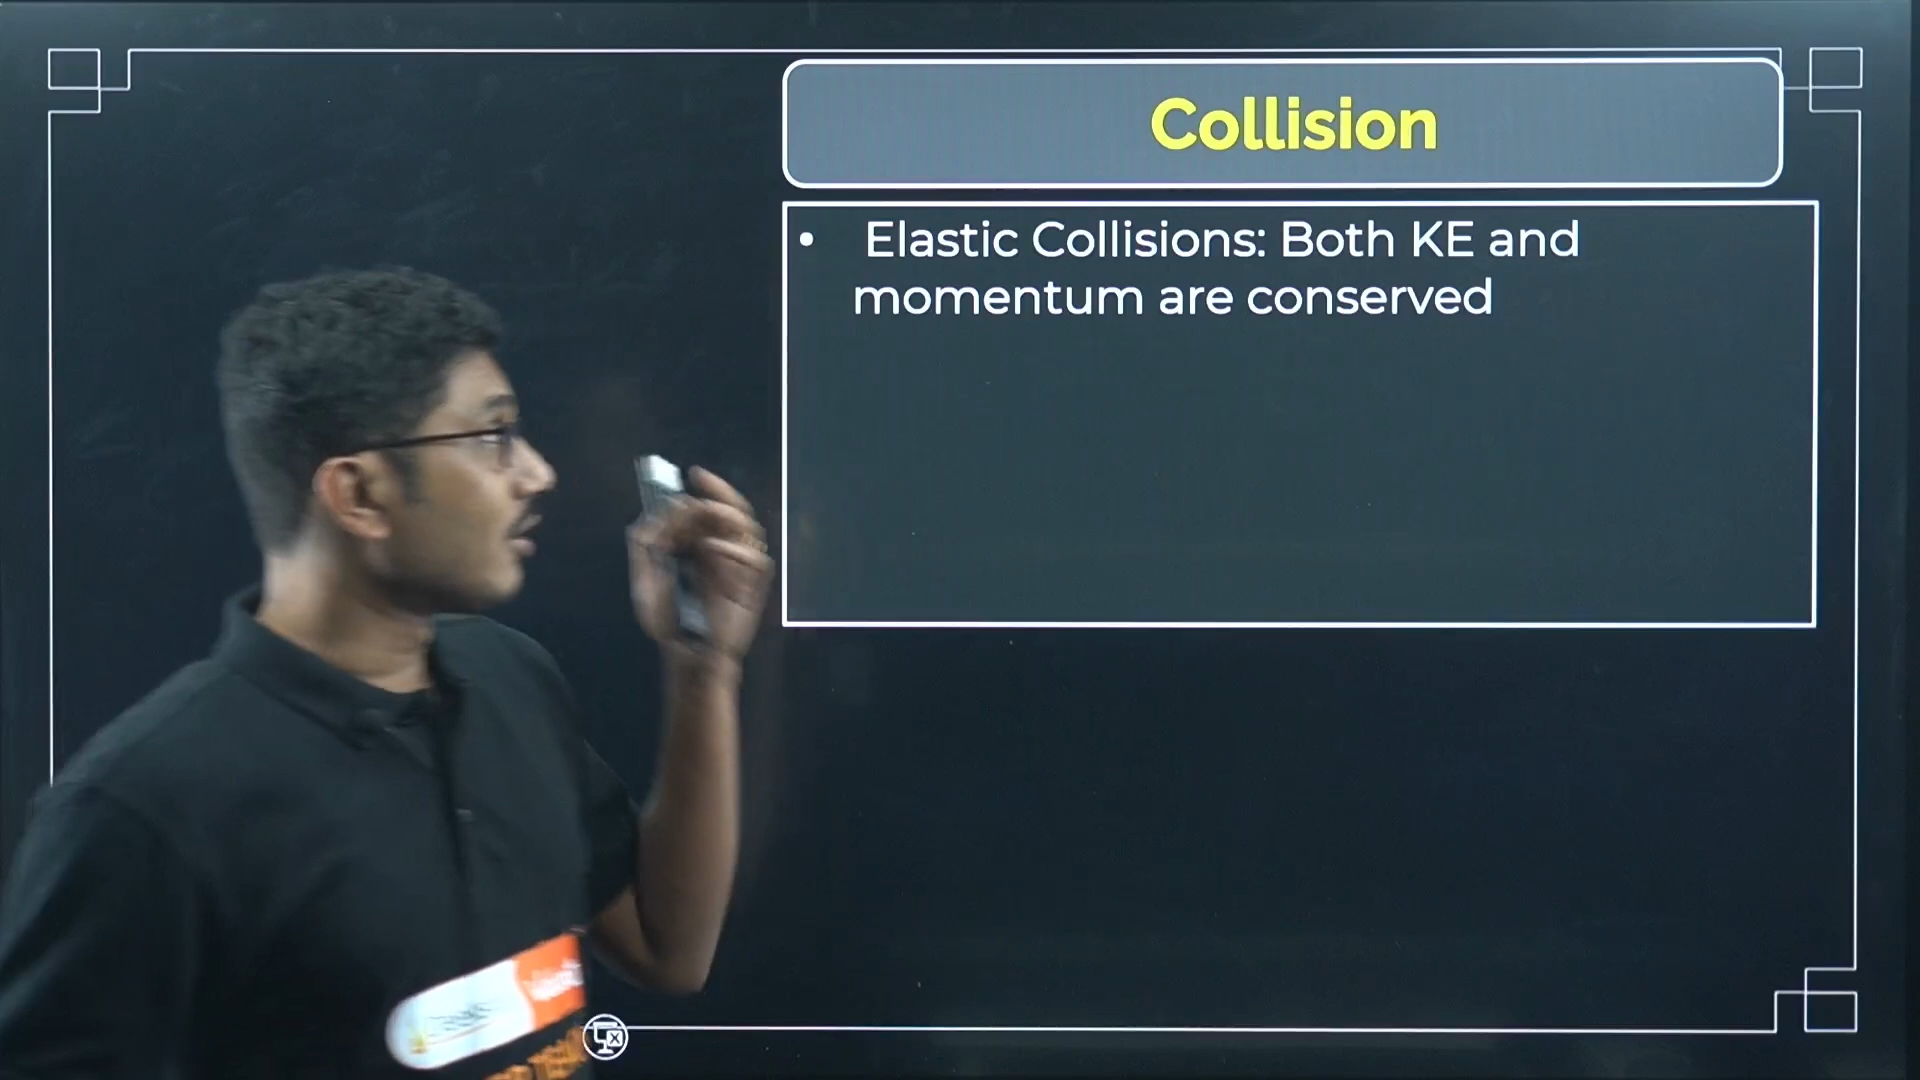 Collision
• Elastic Collisions: Both KE and
momentum are conserved